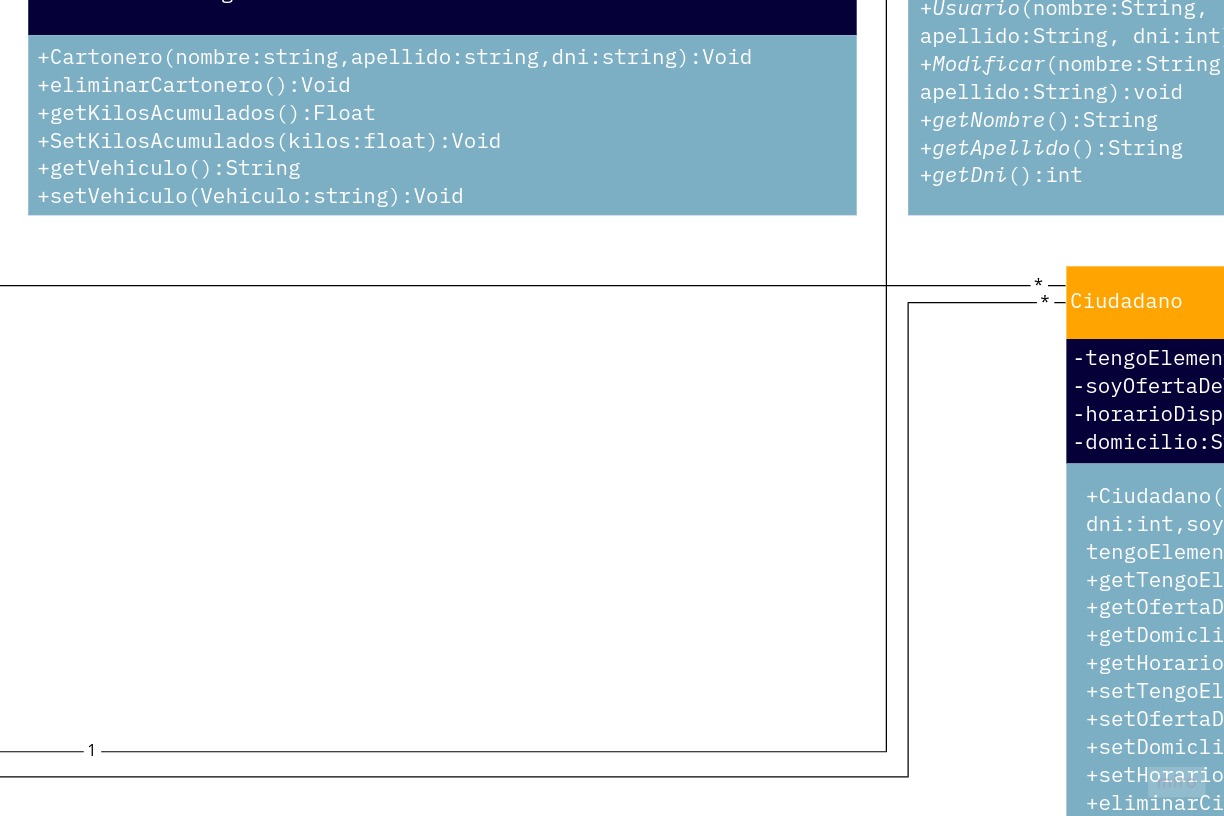 +Cartonero(nombre:string,apellido:string,dni:string):Void
+eliminarCartonero():Void
+getKilosAcumulados():Float
+SetKilosAcumulados(kilos:float):Void
+getVehiculo():String
+setVehiculo(Vehiculo:string):Void
+Usuario(nombre:String,
apellido:String, dni:int
+Modificar(nombre:String
apellido:String):void
+getNombre():String
+getApellido():String
+getDni():int
*
*
Ciudadano
-tengoElemen
-soyOfertaDe
-horarioDisp
-domicilio:S
+Ciudadano(
dni:int,soy
tengoElemen
+getTengoEl
+getOfertaD
+getDomicli
+getHorario
+setTengoEl
+setOfertaD
+setDomicli
+setHorario
+eliminarCi
1
miro